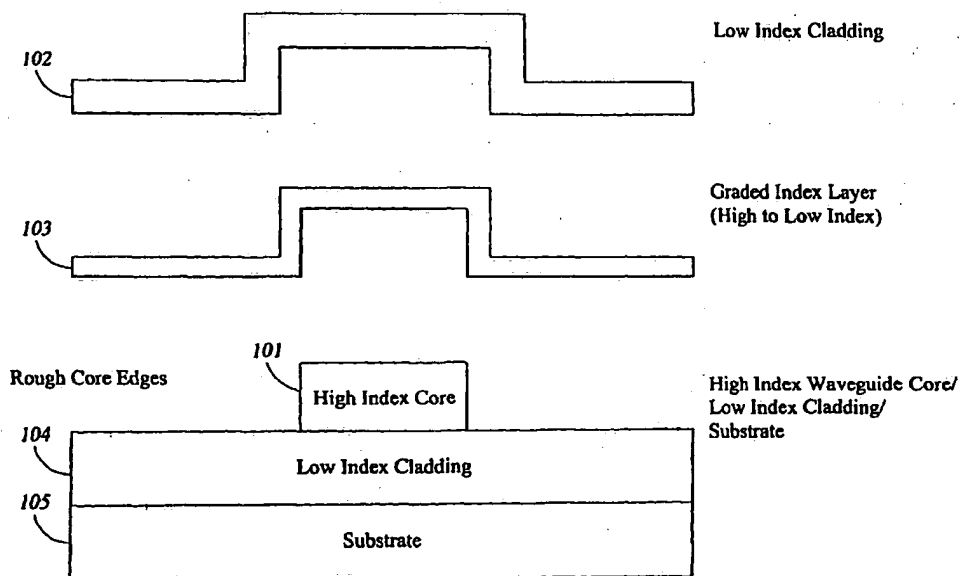 Low Index Cladding
102
Graded Index Layer
(High to Low Index)
103
101
Rough Core Edges
High Index Core
High Index Waveguide Core/
Low Index Cladding/
Substrate
104
Low Index Cladding
105
Substrate